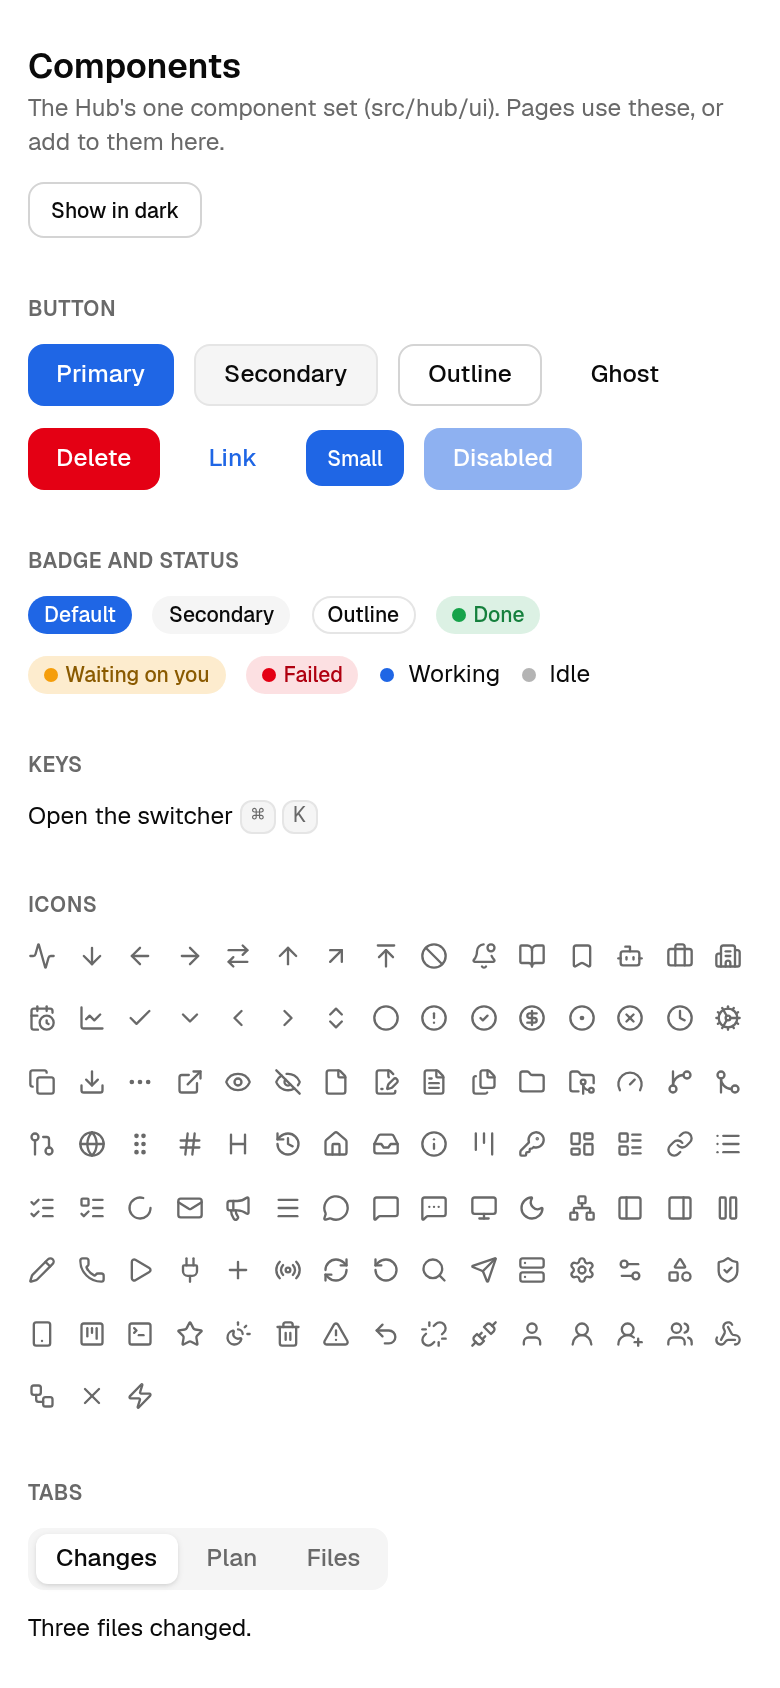 Components
The Hub's one component set (src/hub/ui). Pages use these, or
add to them here.
Show in dark
BUTTON
Primary Secondary Outline Ghost
Delete Link Small Disabled
BADGE AND STATUS
Default Secondary Outline Done
Waiting on you Failed Working Idle
KEYS
Open the switcher ⌘ K
ICONS
TABS
Changes Plan Files
Three files changed.